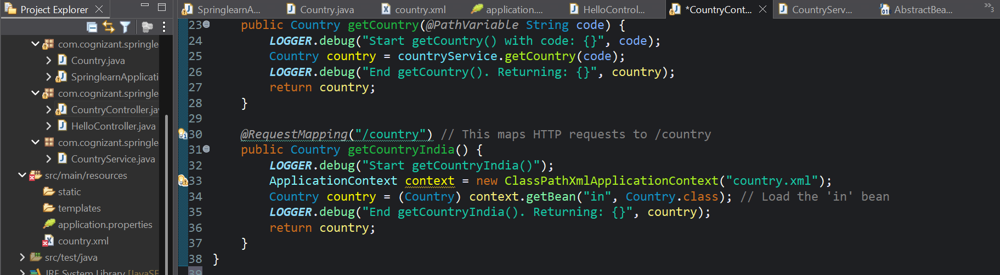 Project Explorer
com.cognizant.springle
Country.java
SpringlearnApplicati
com.cognizant.springle
CountryController.ja
HelloController.java
com.cognizant.springle
CountryService.java
src/main/resources
static
templates
application.properties
country.xml
src/test/java
JRE System Library [JavaSE
SpringlearnA...
Country.java
country.xml
application....
HelloControl...
*CountryCont...
CountryServ...
AbstractBea...
3
23 public Country getCountry(@PathVariable String code) {
24 LOGGER.debug("Start getCountry() with code: {}", code);
25 Country country = countryService.getCountry(code);
26 LOGGER.debug("End getCountry(). Returning: {}", country);
27 return country;
28 }
29
30 @RequestMapping("/country") // This maps HTTP requests to /country
31 public Country getCountryIndia() {
32 LOGGER.debug("Start getCountryIndia()");
33 ApplicationContext context = new ClassPathXmlApplicationContext("country.xml");
34 Country country = (Country) context.getBean("in", Country.class); // Load the 'in' bean
35 LOGGER.debug("End getCountryIndia(). Returning: {}", country);
36 return country;
37 }
38 }
39